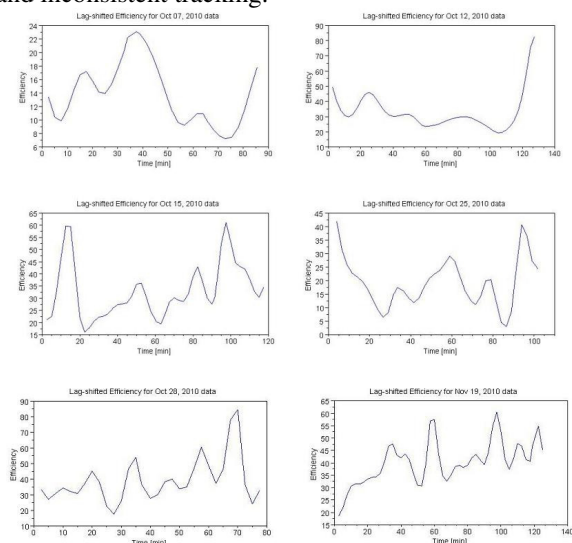 and inconsistent tracking.
Lag-shifted Efficiency for Oct 07, 2010 data
24
22
20
18
16
14
12
10
8
6
Efficiency
0 10 20 30 40 50 60 70 80 90
Time [min]
Lag-shifted Efficiency for Oct 12, 2010 data
90
80
70
60
50
40
30
20
10
Efficiency
0 20 40 60 80 100 120 140
Time [min]
Lag-shifted Efficiency for Oct 15, 2010 data
65
60
55
50
45
40
35
30
25
20
15
Efficiency
0 20 40 60 80 100 120
Time [min]
Lag-shifted Efficiency for Oct 25, 2010 data
45
40
35
30
25
20
15
10
5
0
Efficiency
0 20 40 60 80 100
Time [min]
Lag-shifted Efficiency for Oct 28, 2010 data
90
80
70
60
50
40
30
20
10
Efficiency
0 10 20 30 40 50 60 70 80
Time [min]
Lag-shifted Efficiency for Nov 19, 2010 data
65
60
55
50
45
40
35
30
25
20
15
Efficiency
0 20 40 60 80 100 120 140
Time [min]